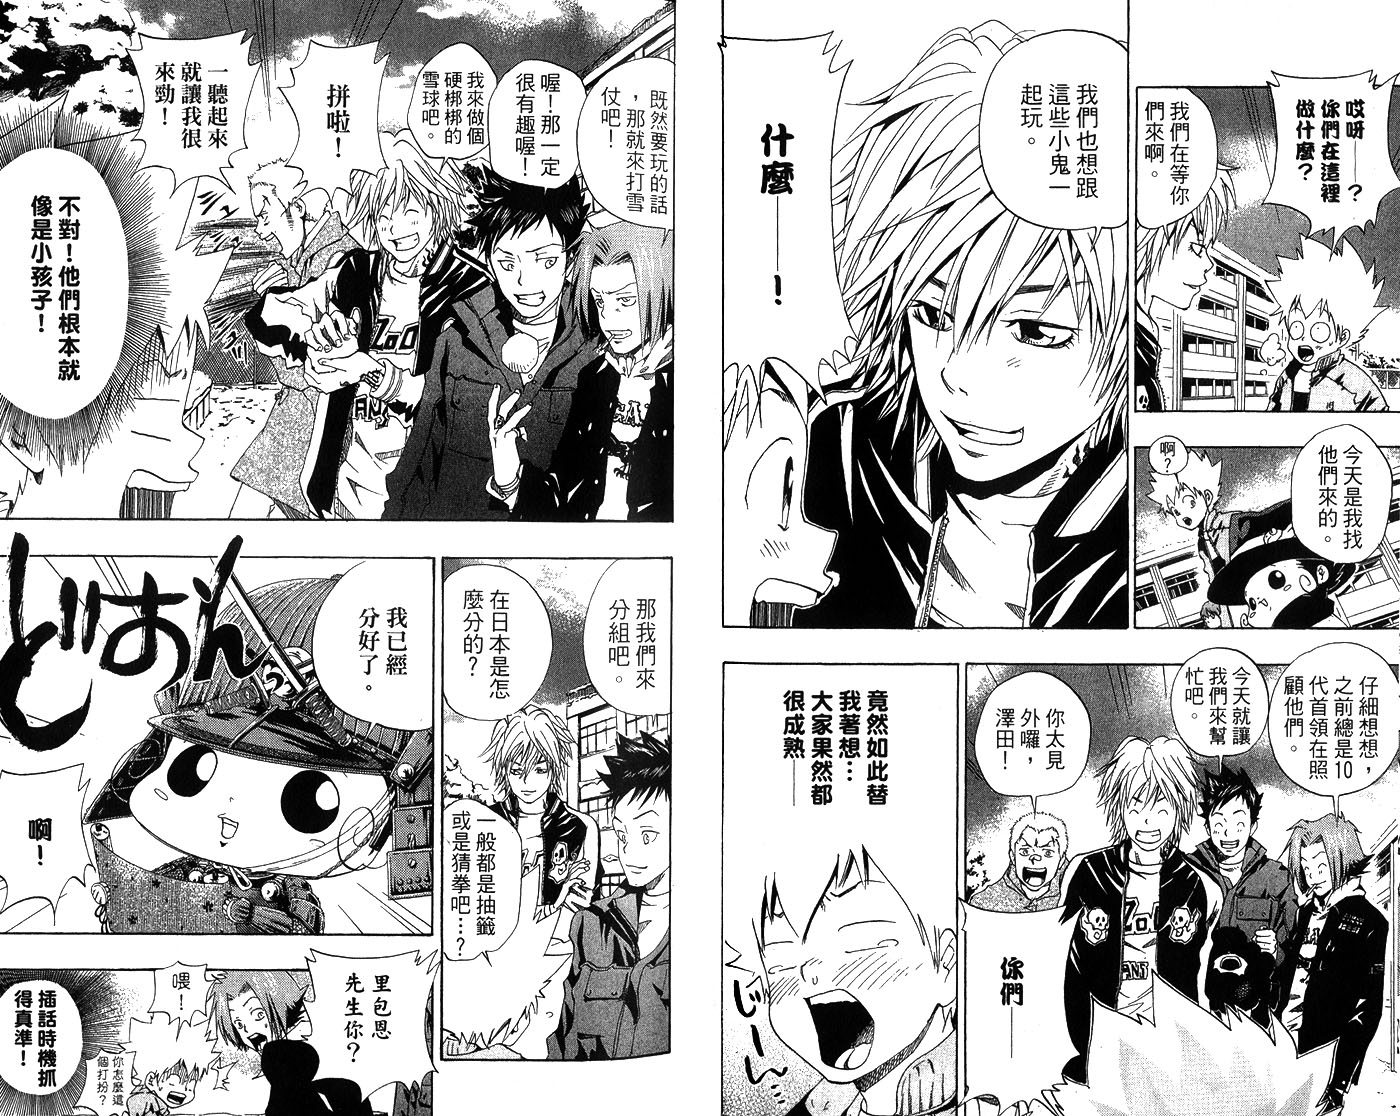 哎呀——？
你們在這裡
做什麼？
我們在等你
們來啊。
今天是我找
他們來的
啊？
我們也想跟
這些小鬼一
起玩。
什麼——！
仔細想想，
之前總是10
代首領在照
顧他們。
今天就讓
我們來幫
忙吧。
你太見
外囉，
澤田！
你們——
竟然如此替
我著想…
大家果然都
很成熟——
じーん…
既然要玩的話
，那就來打雪
仗吧！
喔！那一定
很有趣喔！
我來做個
硬梆梆的
雪球吧。
拼啦！
一聽起來
就讓我很
來勁！
不對！他們根本就
像是小孩子！
那我們來
分組吧。
在日本是怎
麼分的？
一般都是抽籤
或是猜拳吧…？
我已經
分好了。
どおん
啊！
里包恩
先生你？
喂！
你怎麼這
個打扮？
插話時機抓
得真準！